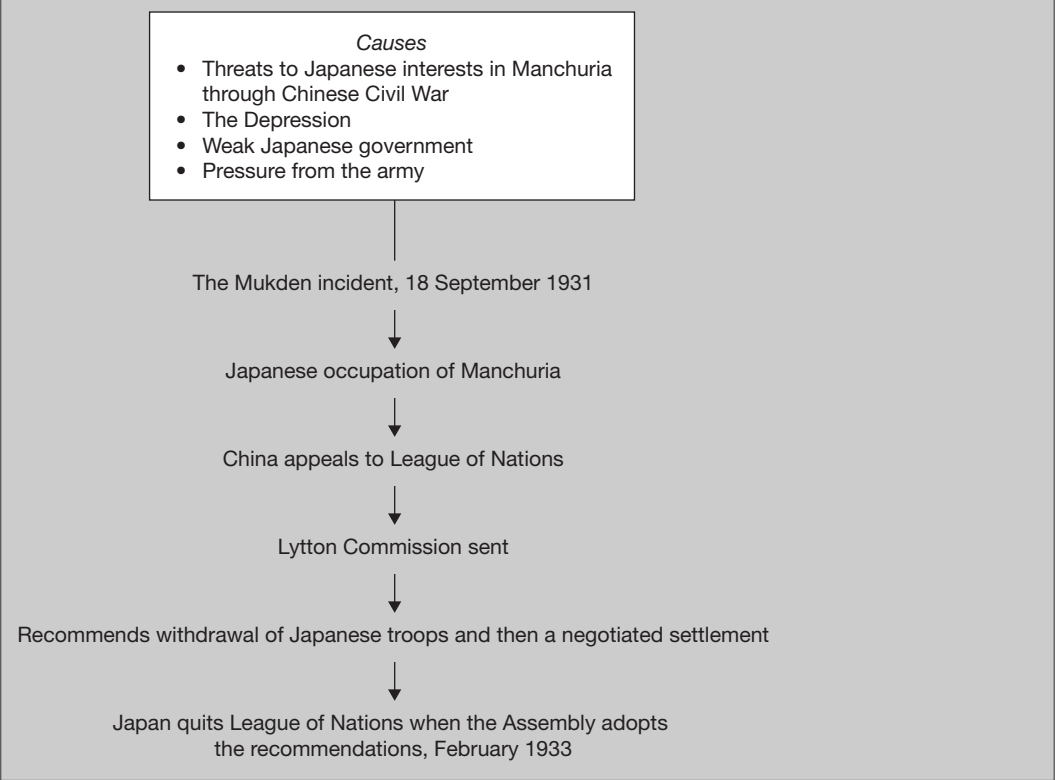 Causes
• Threats to Japanese interests in Manchuria
through Chinese Civil War
• The Depression
• Weak Japanese government
• Pressure from the army
The Mukden incident, 18 September 1931
Japanese occupation of Manchuria
China appeals to League of Nations
Lytton Commission sent
Recommends withdrawal of Japanese troops and then a negotiated settlement
Japan quits League of Nations when the Assembly adopts
the recommendations, February 1933